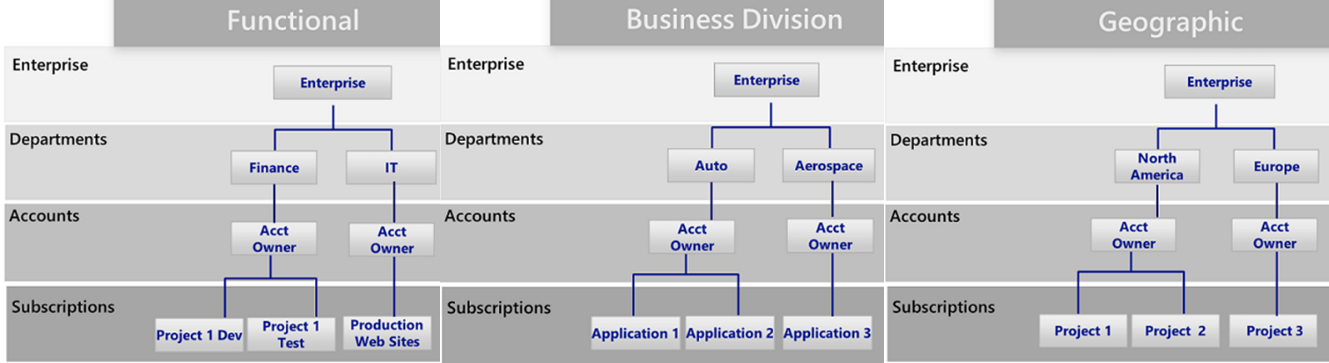 Functional
Enterprise
Enterprise
Departments
Finance
IT
Accounts
Acct
Owner
Acct
Owner
Subscriptions
Project 1 Dev
Project 1
Test
Production
Web Sites
Business Division
Enterprise
Enterprise
Departments
Auto
Aerospace
Accounts
Acct
Owner
Acct
Owner
Subscriptions
Application 1
Application 2
Application 3
Geographic
Enterprise
Enterprise
Departments
North
America
Europe
Accounts
Acct
Owner
Acct
Owner
Subscriptions
Project 1
Project 2
Project 3